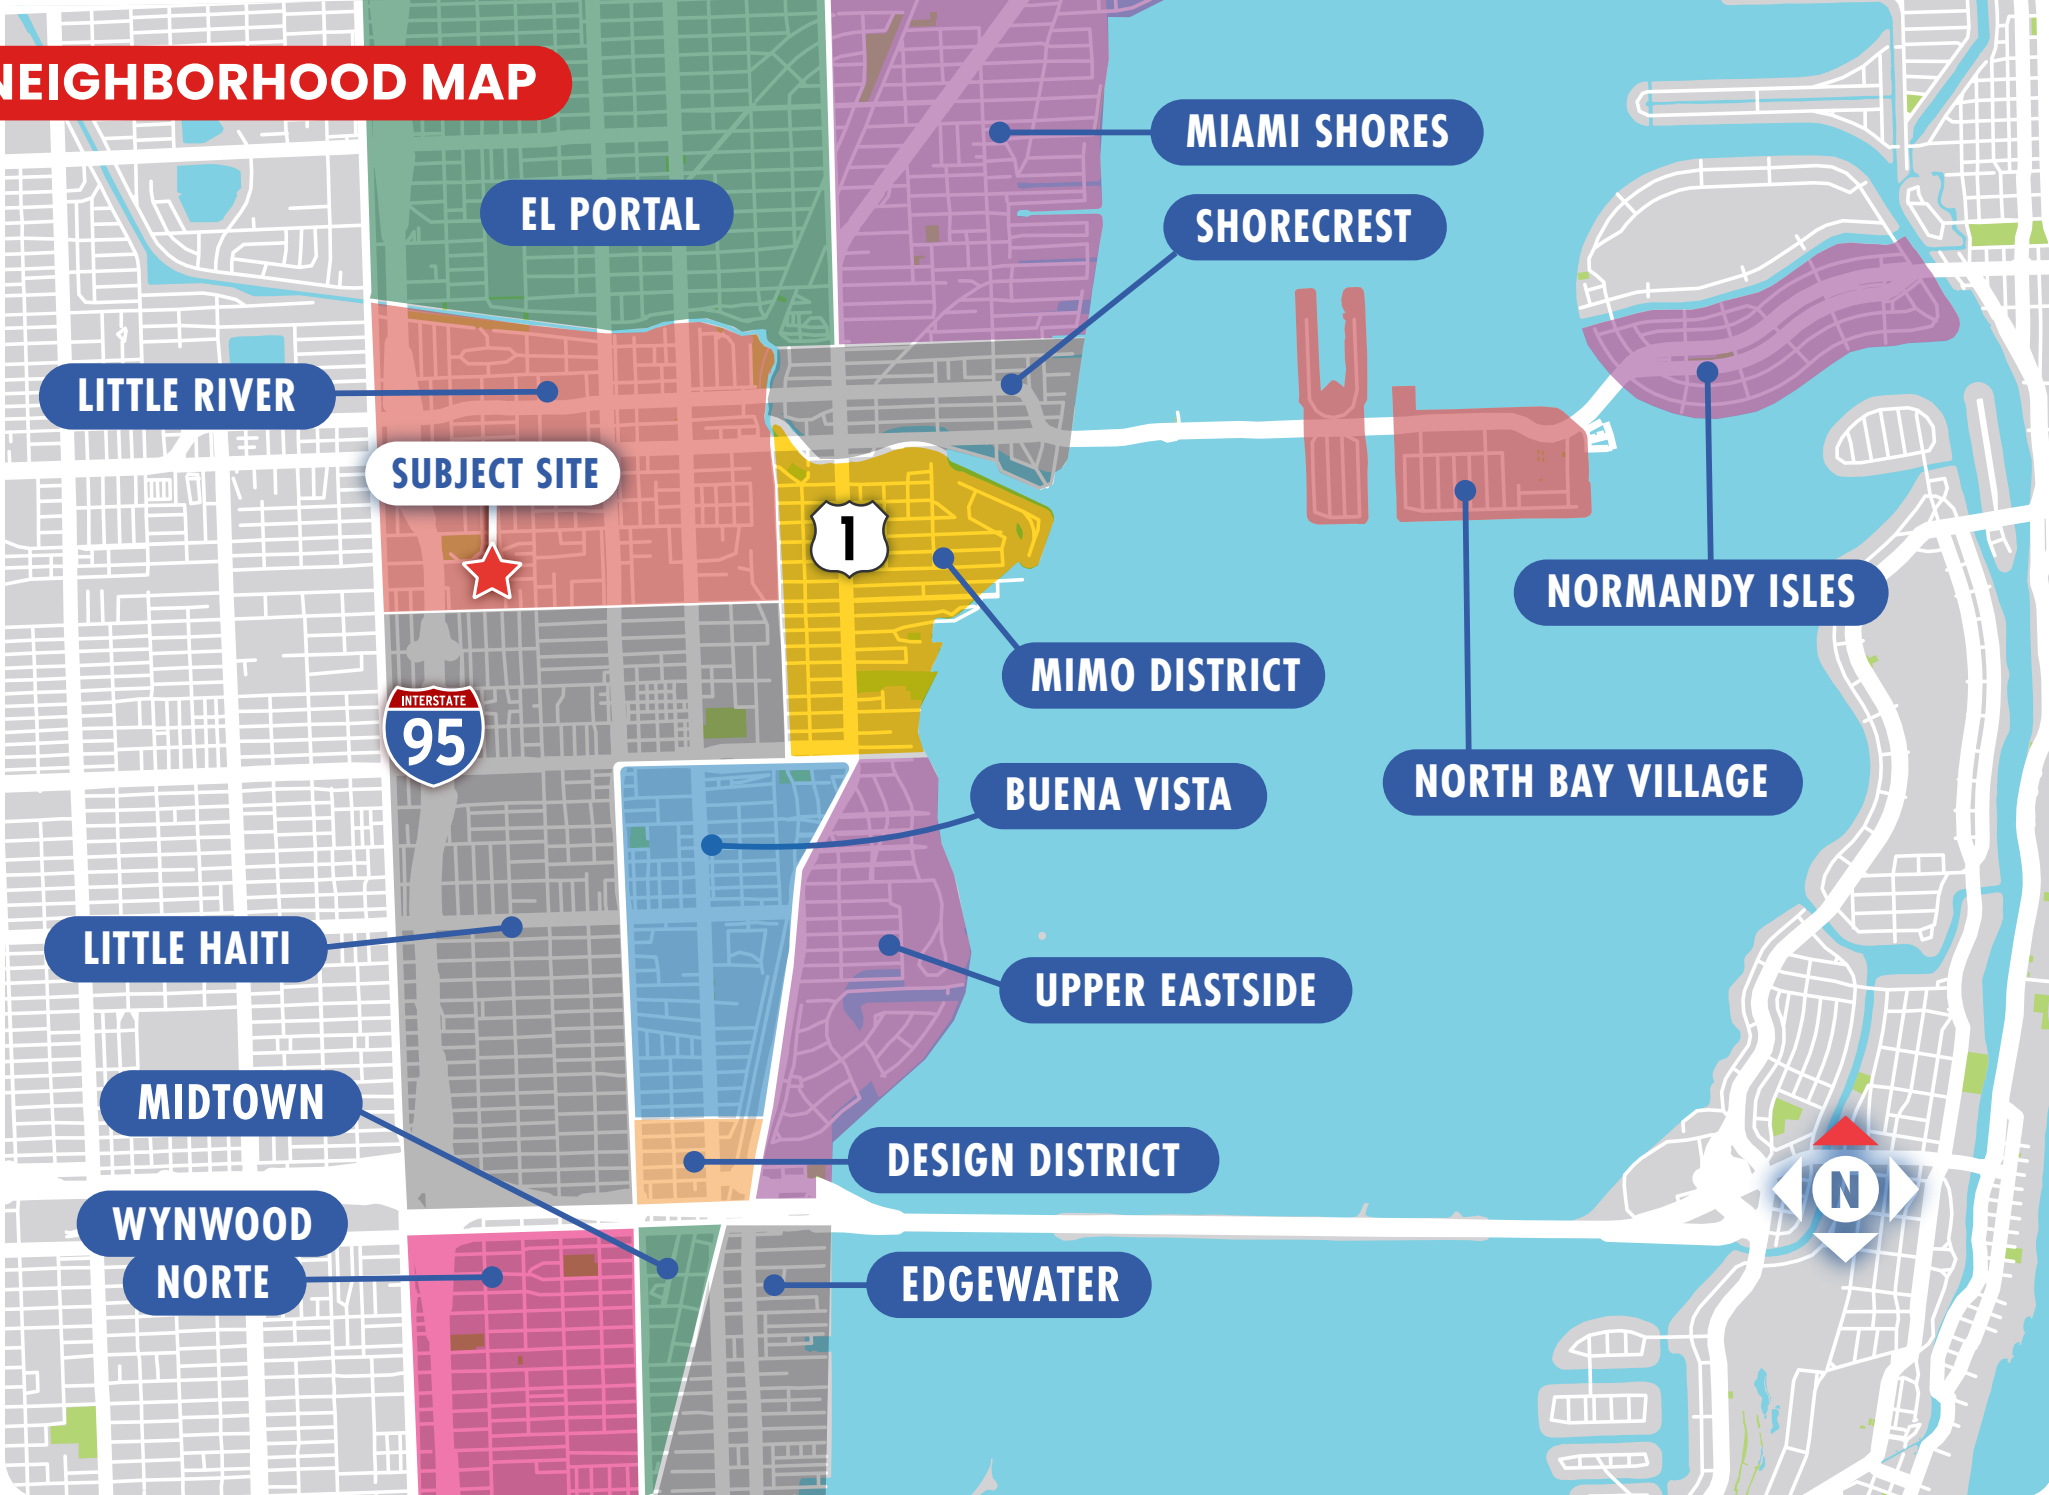 NEIGHBORHOOD MAP
MIAMI SHORES
EL PORTAL
SHORECREST
LITTLE RIVER
SUBJECT SITE
1
NORMANDY ISLES
MIMO DISTRICT
INTERSTATE
95
NORTH BAY VILLAGE
BUENA VISTA
LITTLE HAITI
UPPER EASTSIDE
MIDTOWN
DESIGN DISTRICT
N
WYNWOOD
NORTE
EDGEWATER